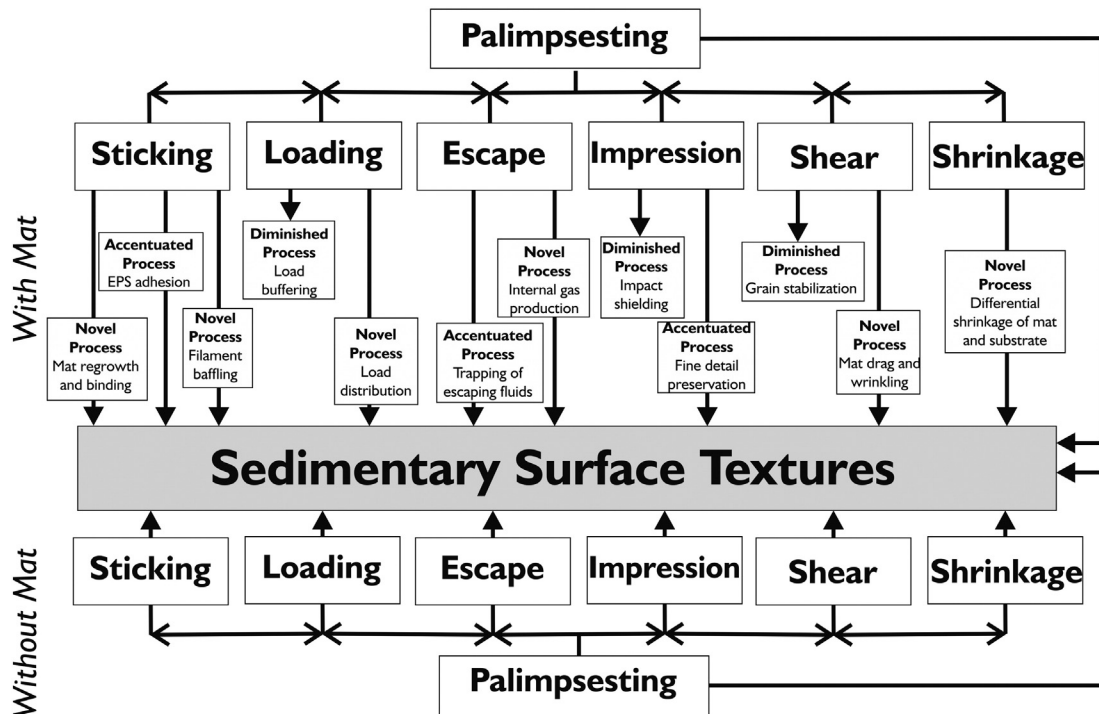 Palimpsesting
Sticking
Loading
Escape
Impression
Shear
Shrinkage
With Mat
Accentuated
Process
EPS adhesion
Novel
Process
Mat regrowth
and binding
Novel
Process
Filament
baffling
Diminished
Process
Load
buffering
Novel
Process
Load
distribution
Accentuated
Process
Trapping of
escaping fluids
Novel
Process
Internal gas
production
Diminished
Process
Impact
shielding
Accentuated
Process
Fine detail
preservation
Diminished
Process
Grain stabilization
Novel
Process
Mat drag and
wrinkling
Novel
Process
Differential
shrinkage of mat
and substrate
Sedimentary Surface Textures
Without Mat
Sticking
Loading
Escape
Impression
Shear
Shrinkage
Palimpsesting